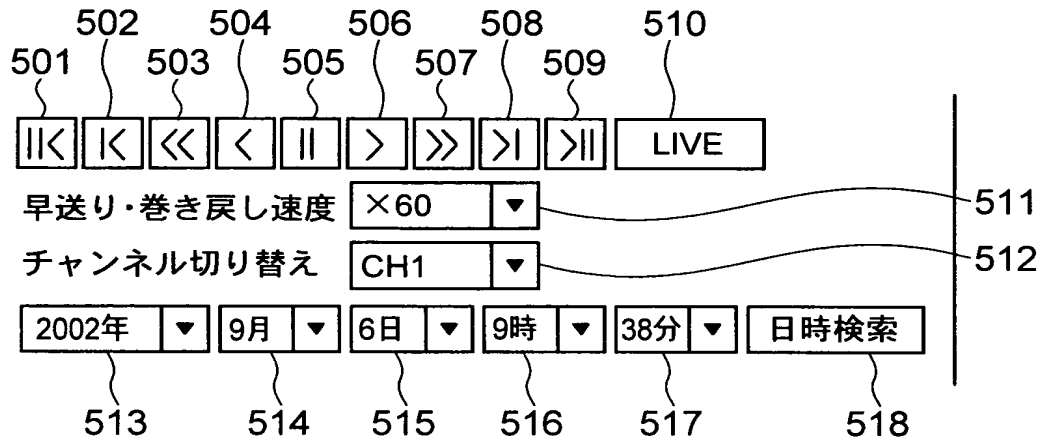 502 504 506 508 510
501 503 505 507 509
||< |< << < || > >> >| >|| LIVE
早送り・巻き戻し速度 ×60 ▼ 511
チャンネル切り替え CH1 ▼ 512
2002年 ▼ 9月 ▼ 6日 ▼ 9時 ▼ 38分 ▼ 日時検索
513 514 515 516 517 518